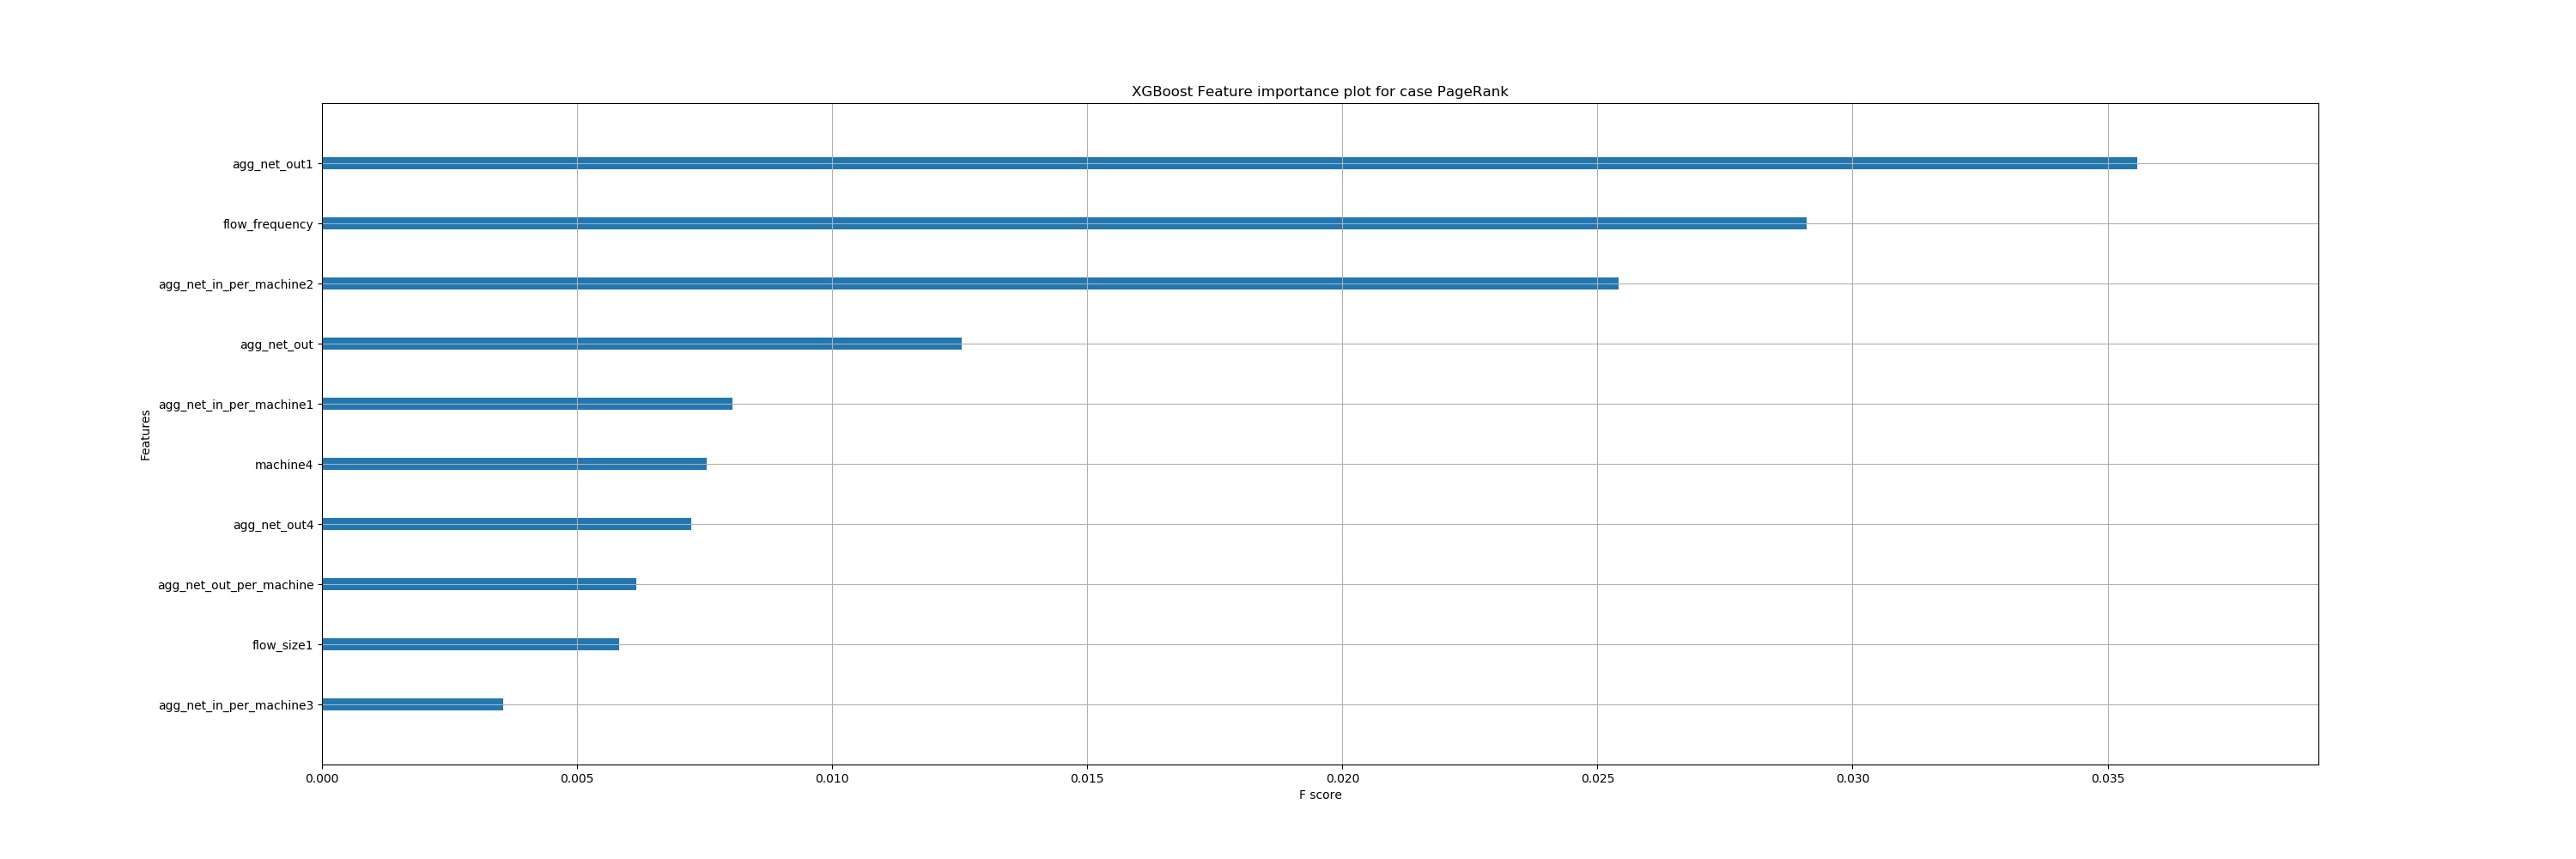 XGBoost Feature importance plot for case PageRank
agg_net_out1
flow_frequency
agg_net_in_per_machine2
agg_net_out
agg_net_in_per_machine1
machine4
agg_net_out4
agg_net_out_per_machine
flow_size1
agg_net_in_per_machine3
Features
0.000 0.005 0.010 0.015 0.020 0.025 0.030 0.035
F score